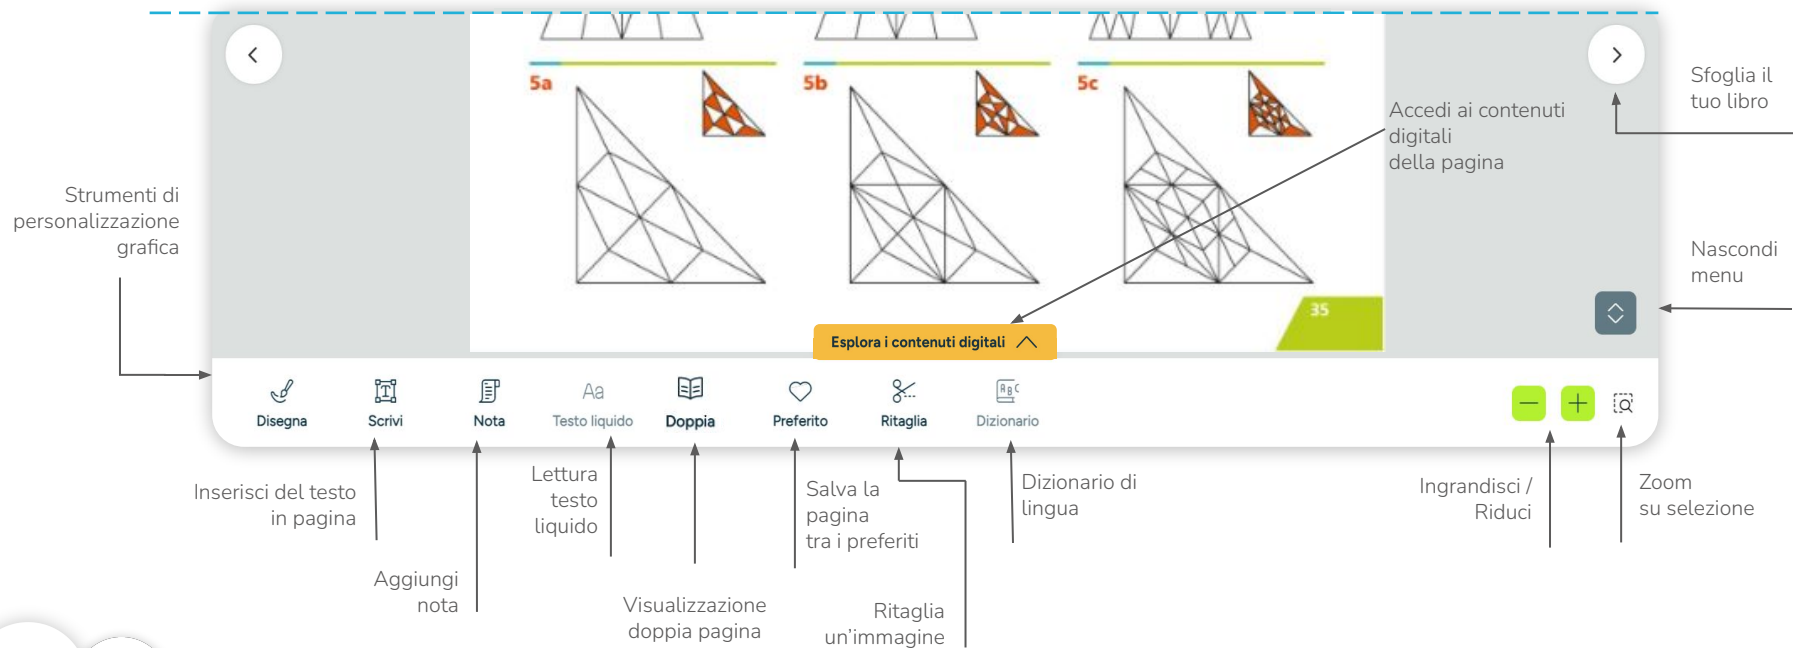 5a
5b
5c
Sfoglia il
tuo libro
Accedi ai contenuti
digitali
della pagina
Strumenti di
personalizzazione
grafica
Nascondi
menu
35
Esplora i contenuti digitali
Disegna
Scrivi
Nota
Aa
Testo liquido
Doppia
Preferito
Ritaglia
ABC
Dizionario
Inserisci del testo
in pagina
Aggiungi
nota
Lettura
testo
liquido
Visualizzazione
doppia pagina
Salva la
pagina
tra i preferiti
Ritaglia
un'immagine
Dizionario di
lingua
Ingrandisci /
Riduci
Zoom
su selezione